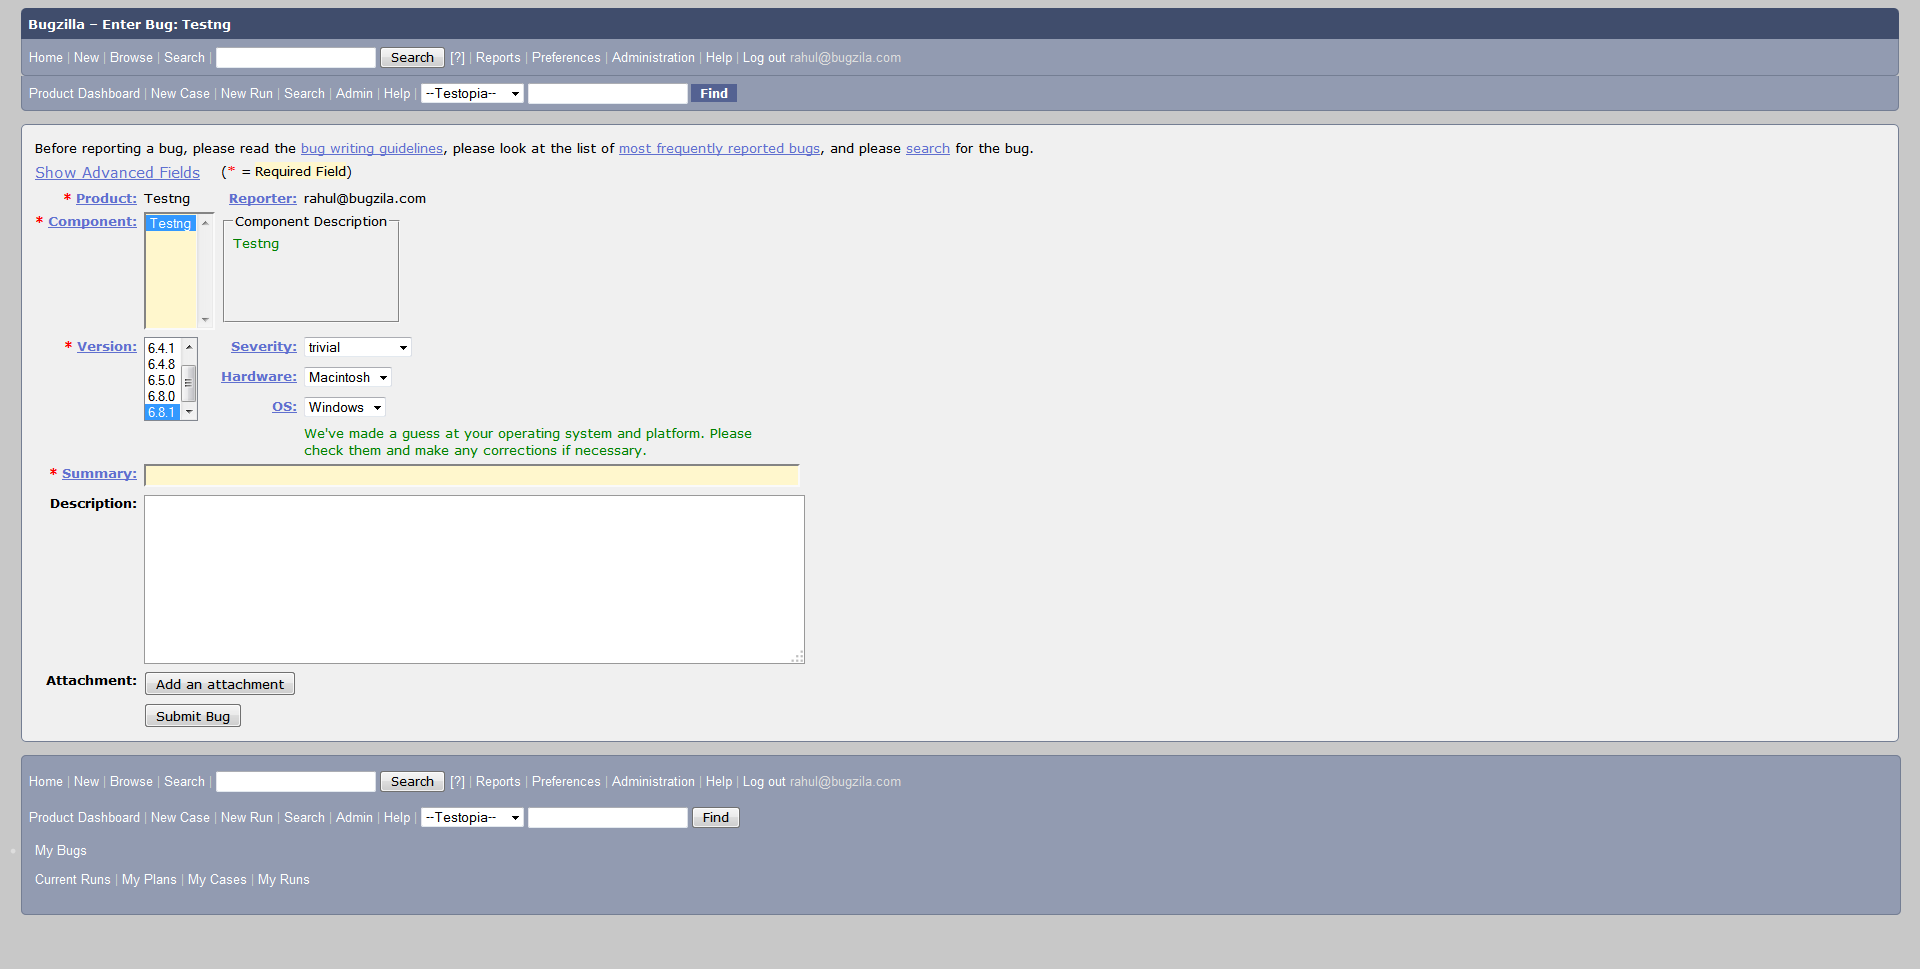 Bugzilla – Enter Bug: Testng
Home | New | Browse | Search | Search [?] | Reports | Preferences | Administration | Help | Log out rahul@bugzila.com
Product Dashboard | New Case | New Run | Search | Admin | Help | --Testopia-- Find
Before reporting a bug, please read the bug writing guidelines, please look at the list of most frequently reported bugs, and please search for the bug.
Show Advanced Fields (* = Required Field)
* Product: Testng Reporter: rahul@bugzila.com
* Component: Testng Component Description
Testng
* Version: 6.4.1 Severity: trivial
6.4.8
6.5.0 Hardware: Macintosh
6.8.0
6.8.1 OS: Windows
We've made a guess at your operating system and platform. Please
check them and make any corrections if necessary.
* Summary:
Description:
Attachment: Add an attachment
Submit Bug
Home | New | Browse | Search | Search [?] | Reports | Preferences | Administration | Help | Log out rahul@bugzila.com
Product Dashboard | New Case | New Run | Search | Admin | Help | --Testopia-- Find
My Bugs
Current Runs | My Plans | My Cases | My Runs